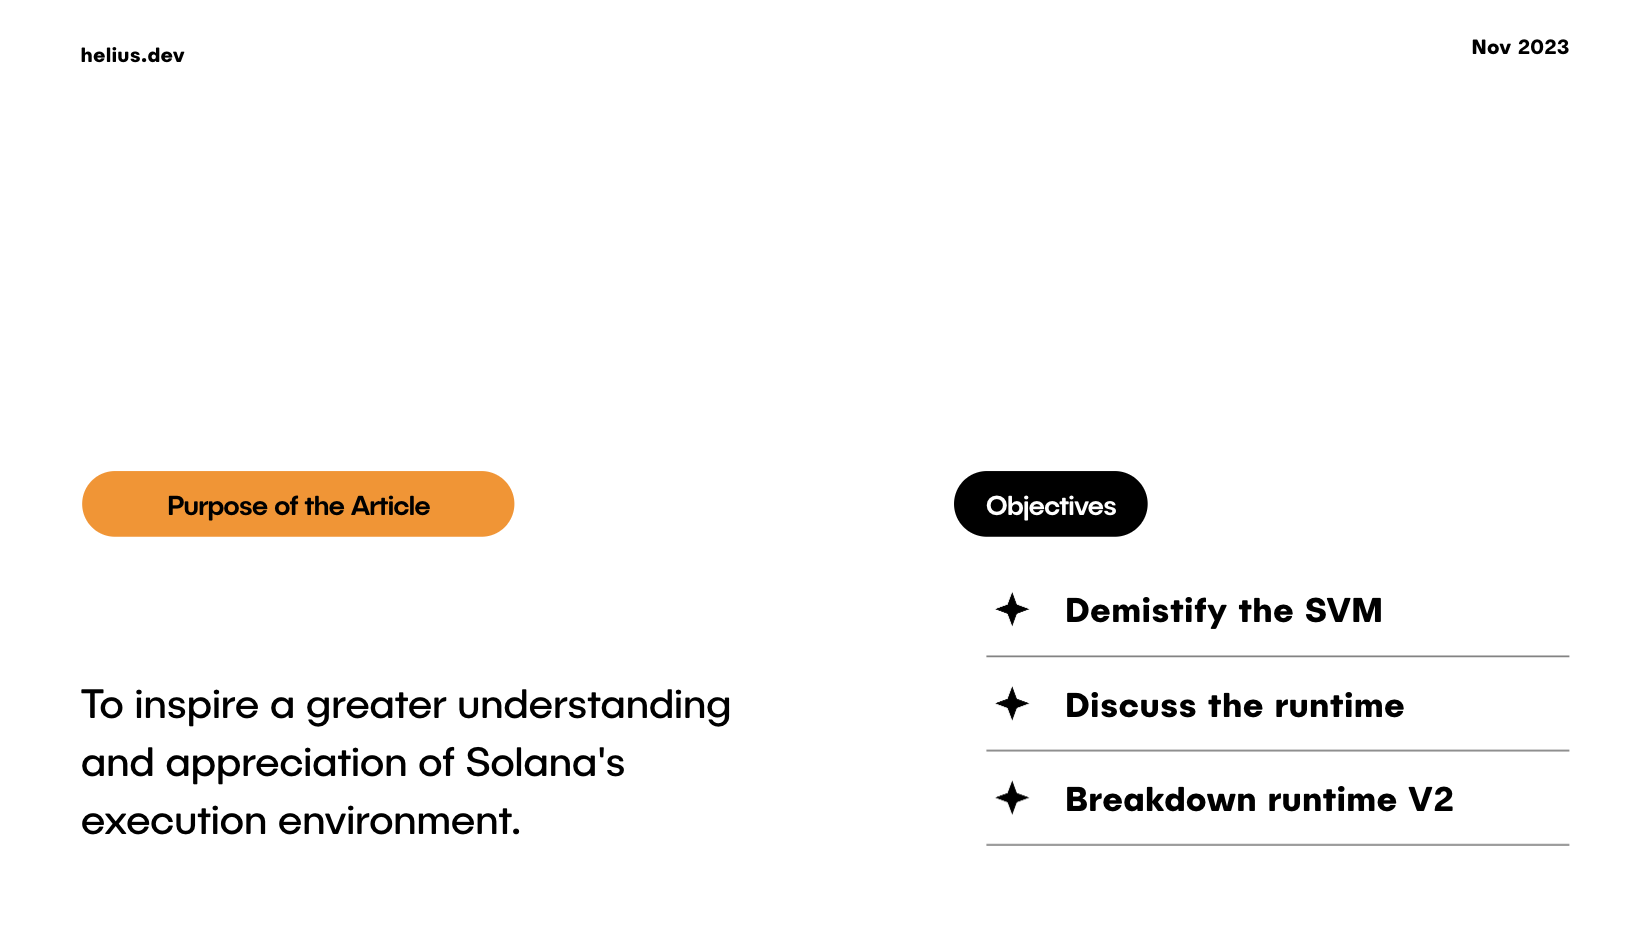 helius.dev
Nov 2023
Purpose of the Article
To inspire a greater understanding
and appreciation of Solana's
execution environment.
Objectives
Demistify the SVM
Discuss the runtime
Breakdown runtime V2